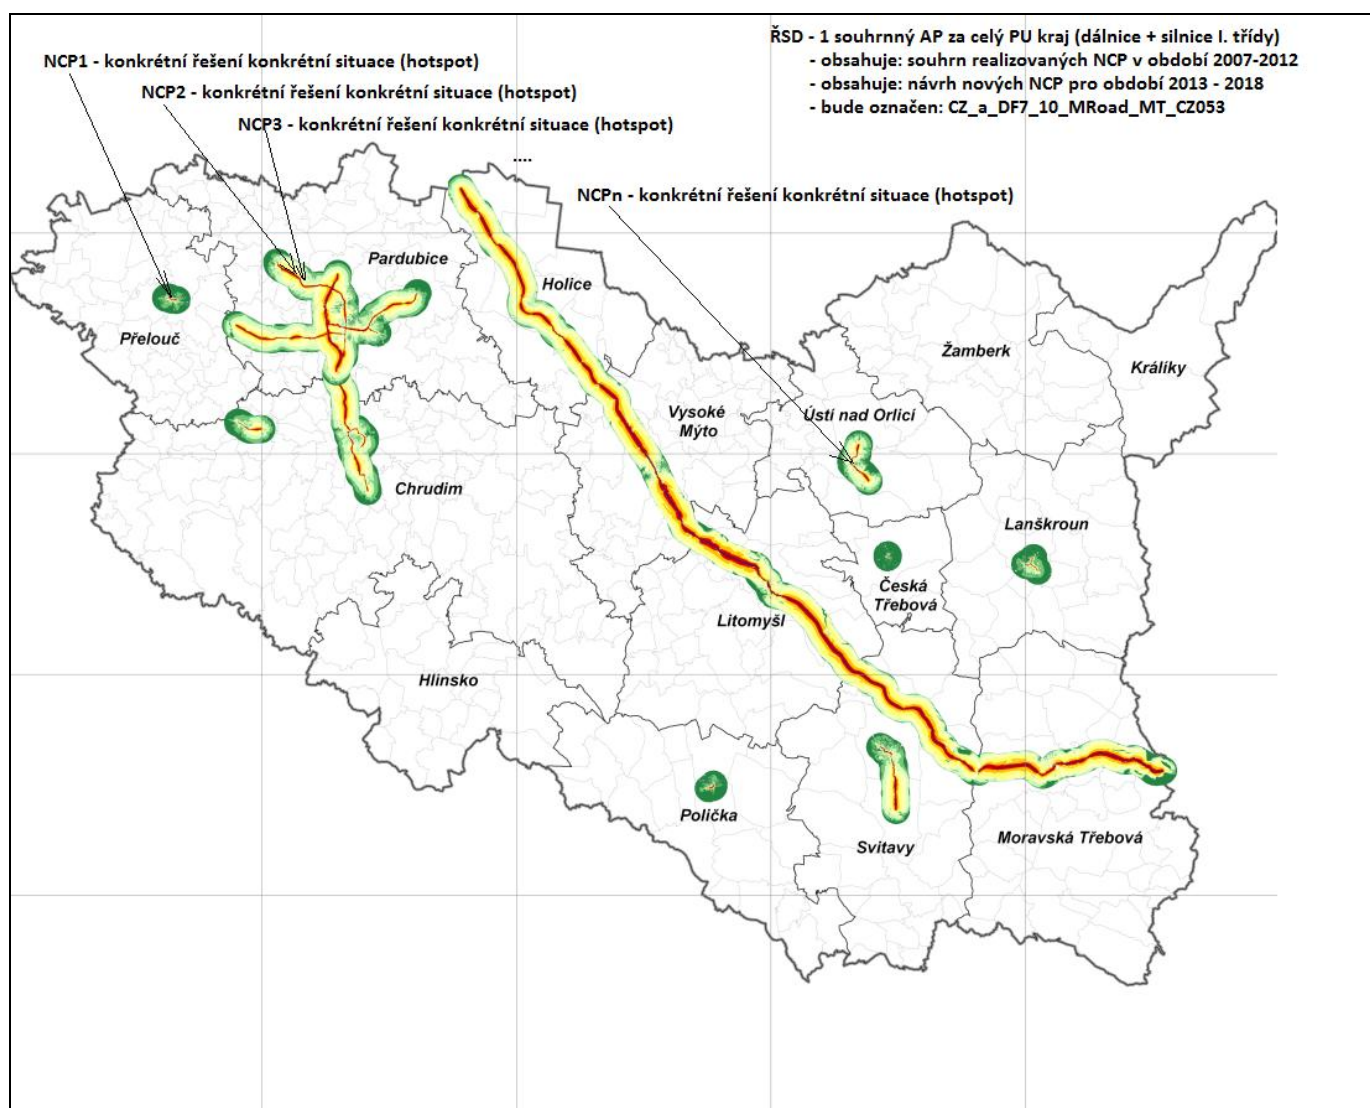 ŘSD - 1 souhrnný AP za celý PU kraj (dálnice + silnice I. třídy)
- obsahuje: souhrn realizovaných NCP v období 2007-2012
- obsahuje: návrh nových NCP pro období 2013 - 2018
- bude označen: CZ_a_DF7_10_MRoad_MT_CZ053
NCP1 - konkrétní řešení konkrétní situace (hotspot)
NCP2 - konkrétní řešení konkrétní situace (hotspot)
NCP3 - konkrétní řešení konkrétní situace (hotspot)
....
NCPn - konkrétní řešení konkrétní situace (hotspot)
Pardubice
Holice
Přelouč
Žamberk
Králíky
Vysoké
Mýto
Ústí nad Orlicí
Chrudim
Lanškroun
Česká
Třebová
Litomyšl
Hlinsko
Polička
Svitavy
Moravská Třebová